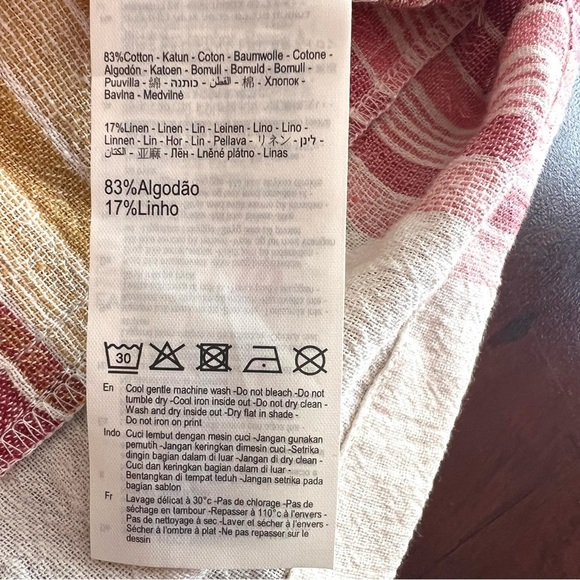 83%Cotton - Katun - Coton - Baumwolle - Cotone -
Algodón - Katoen - Bomull - Bomuld - Bomull -
Puuvilla - 綿 - כותנה - القطن - 棉 - Хлопок -
Bavlna - Medvilnė
17%Linen - Linen - Lin - Leinen - Lino - Lino -
Linnen - Lin - Hor - Lin - Pellava - リネン - לינן -
الكتان - 亚麻 - Лён - Lněné plátno - Linas
83%Algodão
17%Linho
30
En Cool gentle machine wash -Do not bleach -Do not
tumble dry -Cool iron inside out -Do not dry clean -
Wash and dry inside out -Dry flat in shade -
Do not iron on print
Indo Cuci lembut dengan mesin cuci -Jangan gunakan
pemutih -Jangan keringkan dimesin cuci -Setrika
dingin bagian dalam di luar -Jangan di dry clean -
Cuci dan keringkan bagian dalam di luar -
Bentangkan di tempat teduh -Jangan setrika pada
bagian sablon
Fr Lavage délicat à 30°c -Pas de chlorage -Pas de
séchage en tambour -Repasser à 110°c à l'envers -
Pas de nettoyage à sec -Laver et sécher à l'envers -
Sécher à l'ombre à plat -Ne pas repasser sur le
dessin